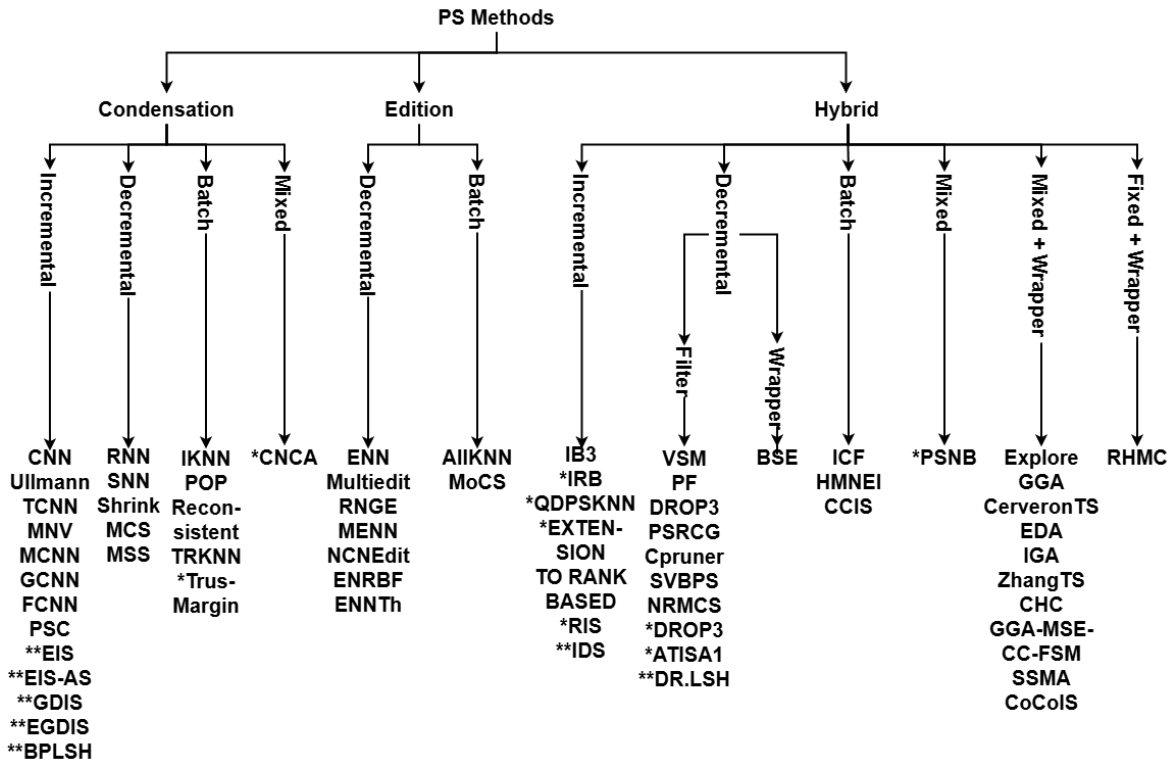 PS Methods
Condensation
Edition
Hybrid
Incremental
Decremental
Batch
Mixed
Decremental
Batch
Incremental
Decremental
Batch
Mixed
Mixed + Wrapper
Fixed + Wrapper
Filter
Wrapper
CNN
Ullmann
TCNN
MNV
MCNN
GCNN
FCNN
PSC
**EIS
**EIS-AS
**GDIS
**EGDIS
**BPLSH
RNN
SNN
Shrink
MCS
MSS
IKNN
POP
Recon-
sistent
TRKNN
*Trus-
Margin
*CNCA
ENN
Multiedit
RNGE
MENN
NCNEdit
ENRBF
ENNTh
AllKNN
MoCS
IB3
*IRB
*QDPSKNN
*EXTEN-
SION
TO RANK
BASED
*RIS
**IDS
VSM
PF
DROP3
PSRCG
Cpruner
SVBPS
NRMCS
*DROP3
*ATISA1
**DR.LSH
BSE
ICF
HMNEI
CCIS
*PSNB
Explore
GGA
CerveronTS
EDA
IGA
ZhangTS
CHC
GGA-MSE-
CC-FSM
SSMA
CoCoIS
RHMC